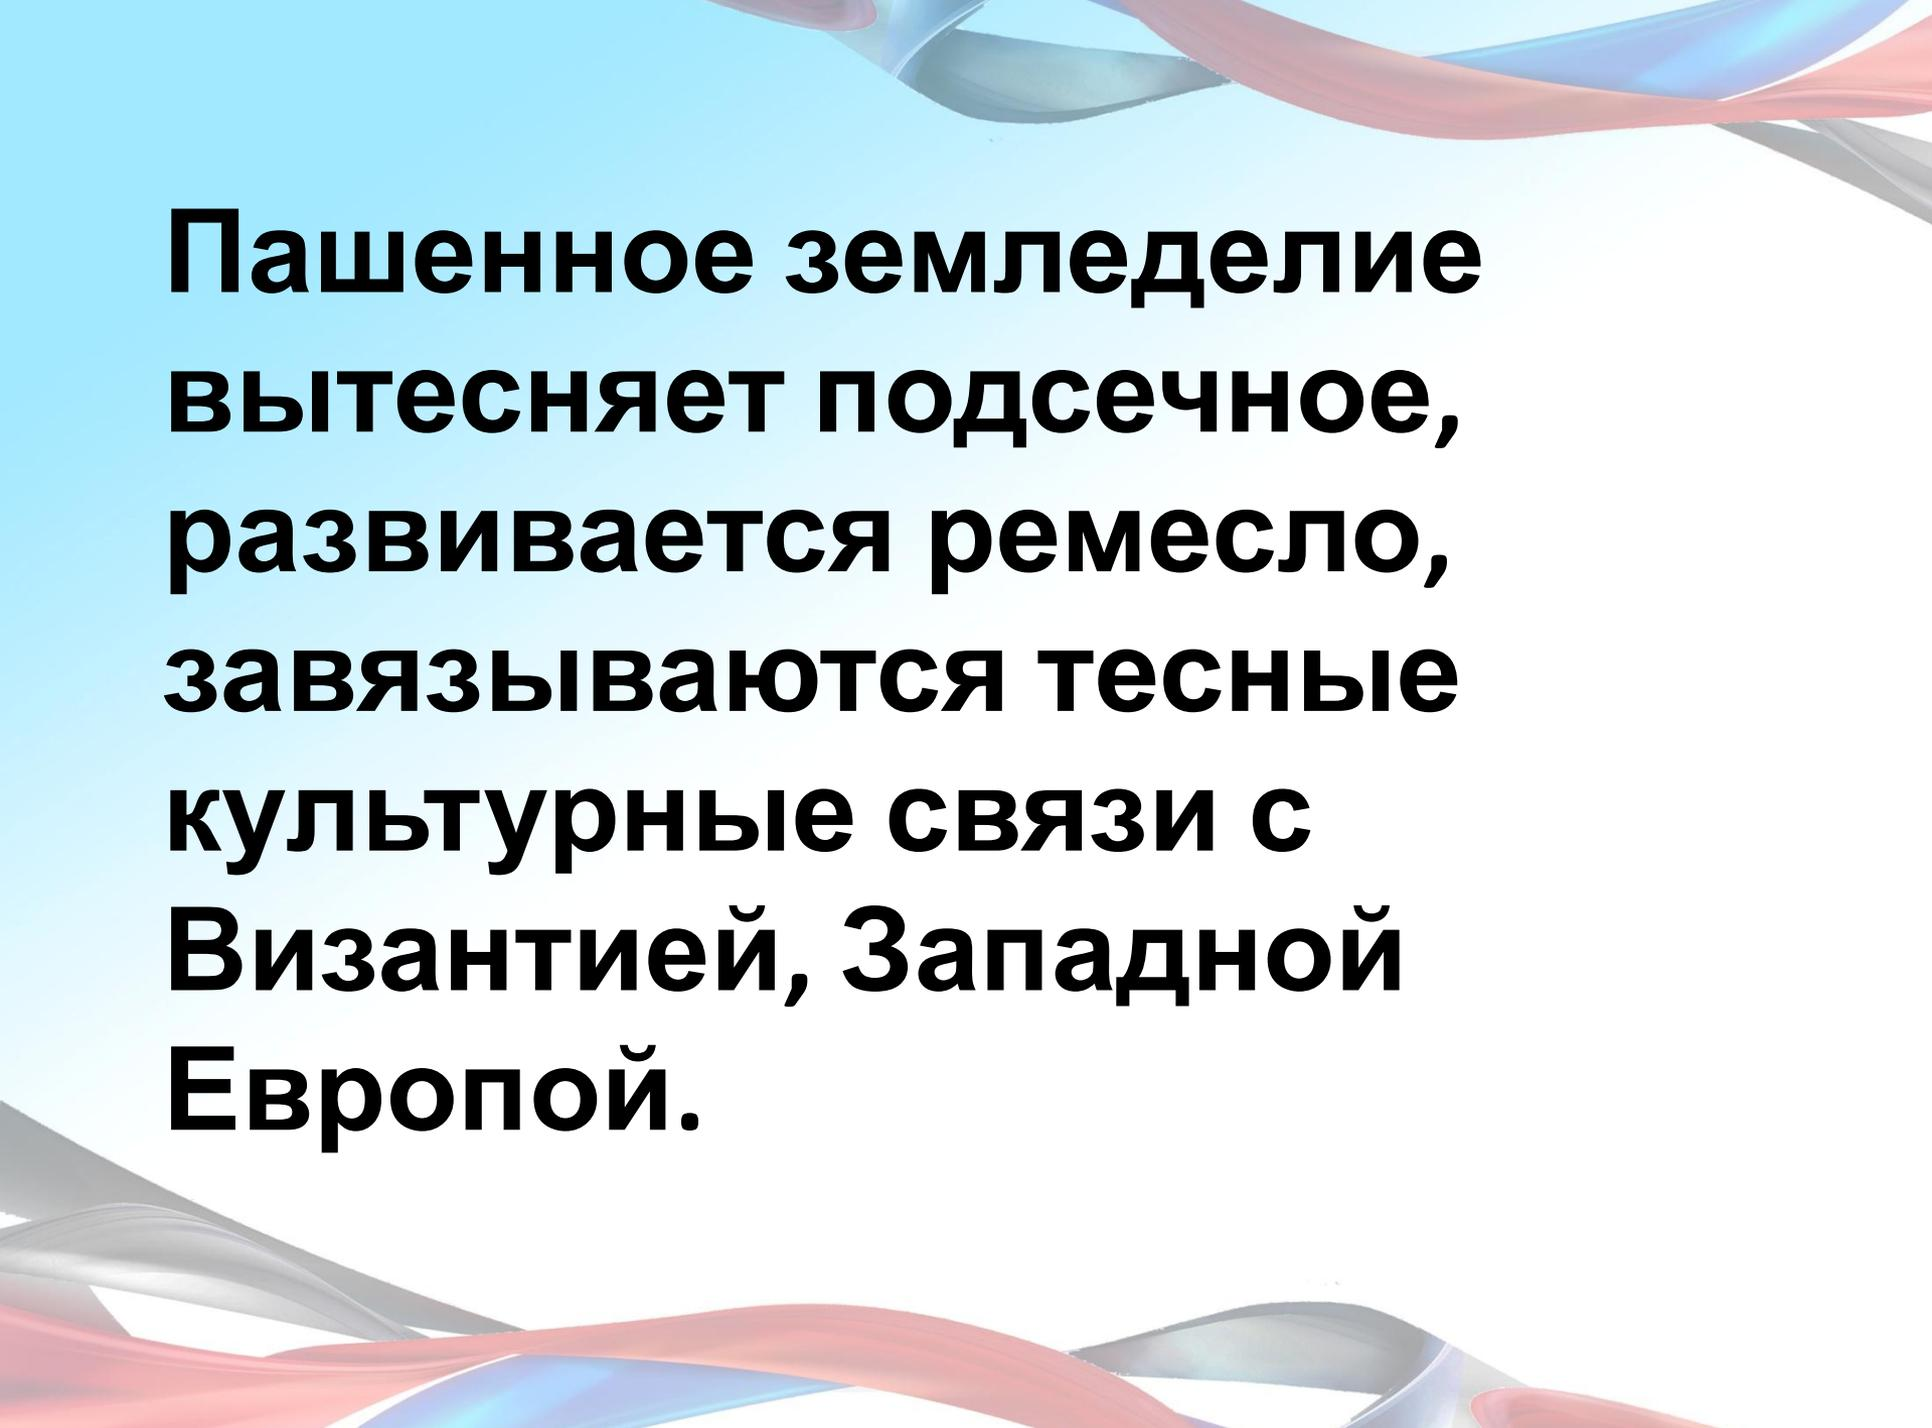 Пашенное земледелие
вытесняет подсечное,
развивается ремесло,
завязываются тесные
культурные связи с
Византией, Западной
Европой.